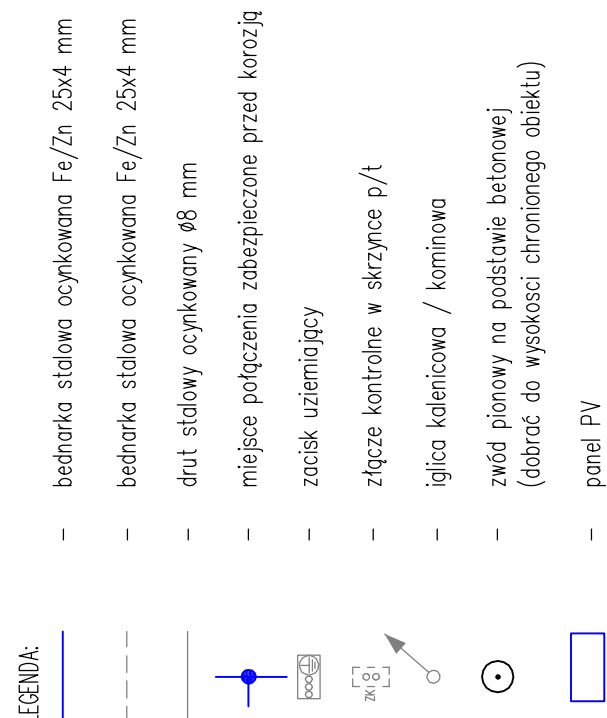 LEGENDA:
- bednarka stalowa ocynkowana Fe/Zn 25x4 mm
- bednarka stalowa ocynkowana Fe/Zn 25x4 mm
- drut stalowy ocynkowany ø8 mm
- miejsce połączenia zabezpieczone przed korozją
- zacisk uziemiający
ZK - złącze kontrolne w skrzynce p/t
- iglica kalenicowa / kominowa
- zwód pionowy na podstawie betonowej
(dobrać do wysokosci chronionego obiektu)
- panel PV